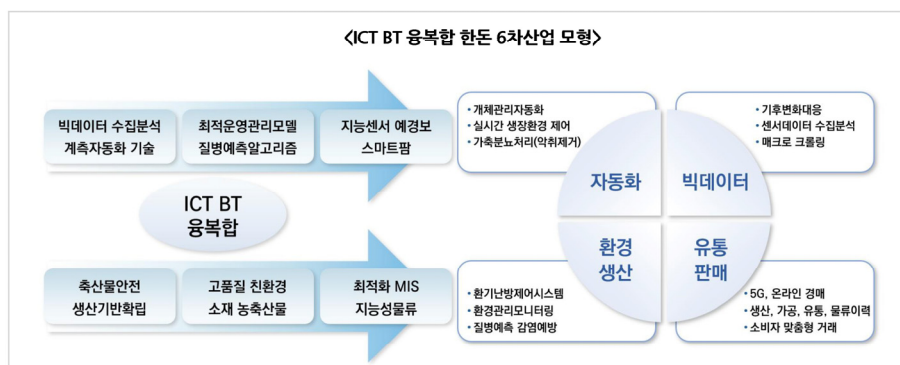 <ICT BT 융복합 한돈 6차산업 모형>
빅데이터 수집분석
계측자동화 기술
최적운영관리모델
질병예측알고리즘
지능센서 예경보
스마트팜
ICT BT
융복합
축산물안전
생산기반확립
고품질 친환경
소재 농축산물
최적화 MIS
지능성물류
• 개체관리자동화
• 실시간 생장환경 제어
• 가축분뇨처리(악취제거)
• 기후변화대응
• 센서데이터 수집분석
• 매크로 크롤링
자동화
빅데이터
환경
생산
유통
판매
• 환기난방제어시스템
• 환경관리모니터링
• 질병예측 감염예방
• 5G, 온라인 경매
• 생산, 가공, 유통, 물류이력
• 소비자 맞춤형 거래